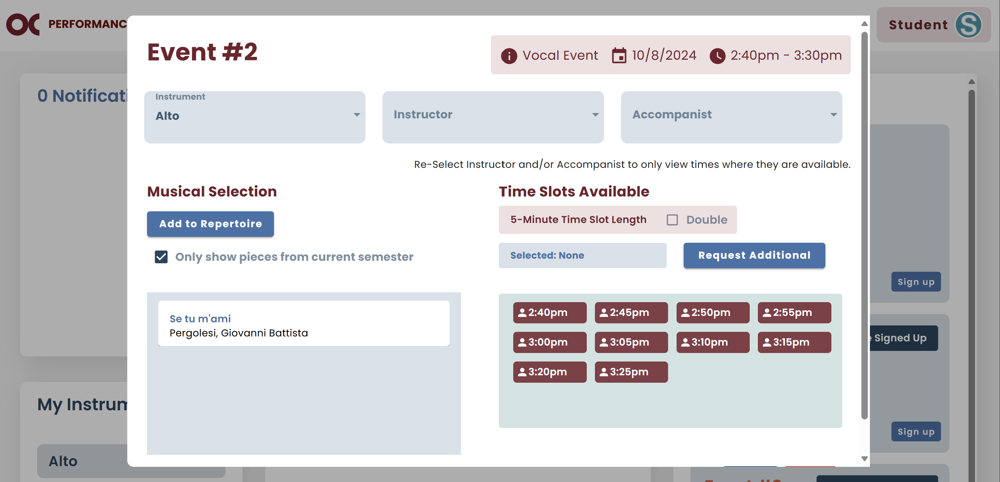 OC PERFORMANC
Student S
Event #2
Vocal Event 10/8/2024 2:40pm - 3:30pm
0 Notificati
Instrument
Alto
Instructor
Accompanist
Re-Select Instructor and/or Accompanist to only view times where they are available.
Musical Selection
Add to Repertoire
Only show pieces from current semester
Se tu m'ami
Pergolesi, Giovanni Battista
Time Slots Available
5-Minute Time Slot Length Double
Selected: None Request Additional
2:40pm 2:45pm 2:50pm 2:55pm
3:00pm 3:05pm 3:10pm 3:15pm
3:20pm 3:25pm
Sign up
Signed Up
Sign up
My Instrum
Alto